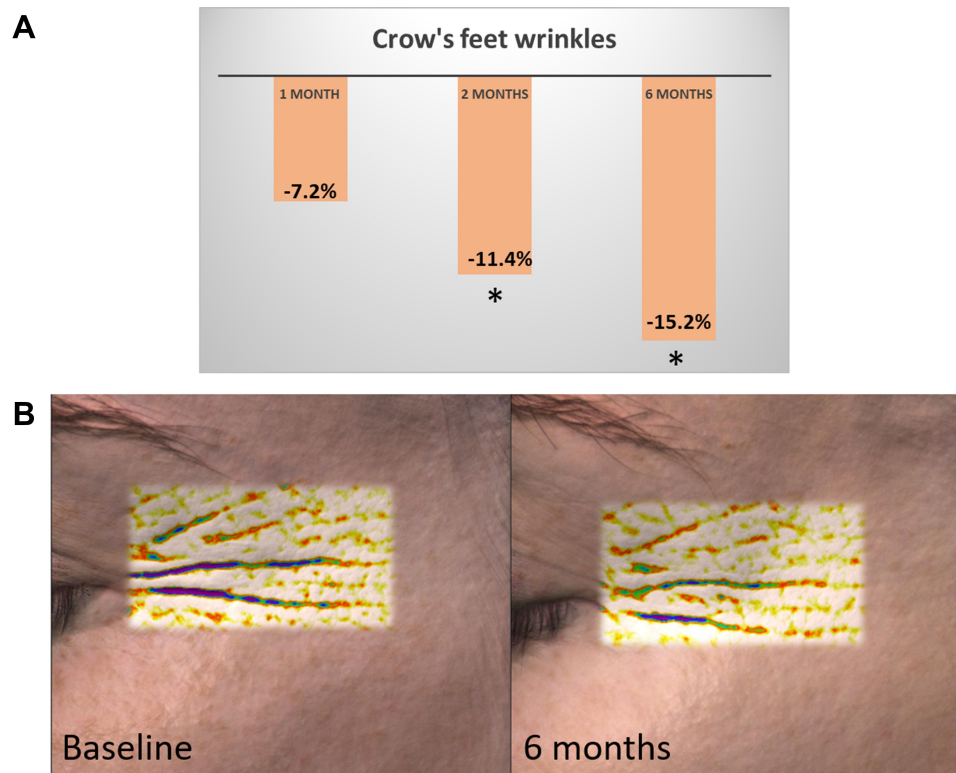 A
Crow's feet wrinkles
1 MONTH
2 MONTHS
6 MONTHS
-7.2%
-11.4%
*
-15.2%
*
B
Baseline
6 months